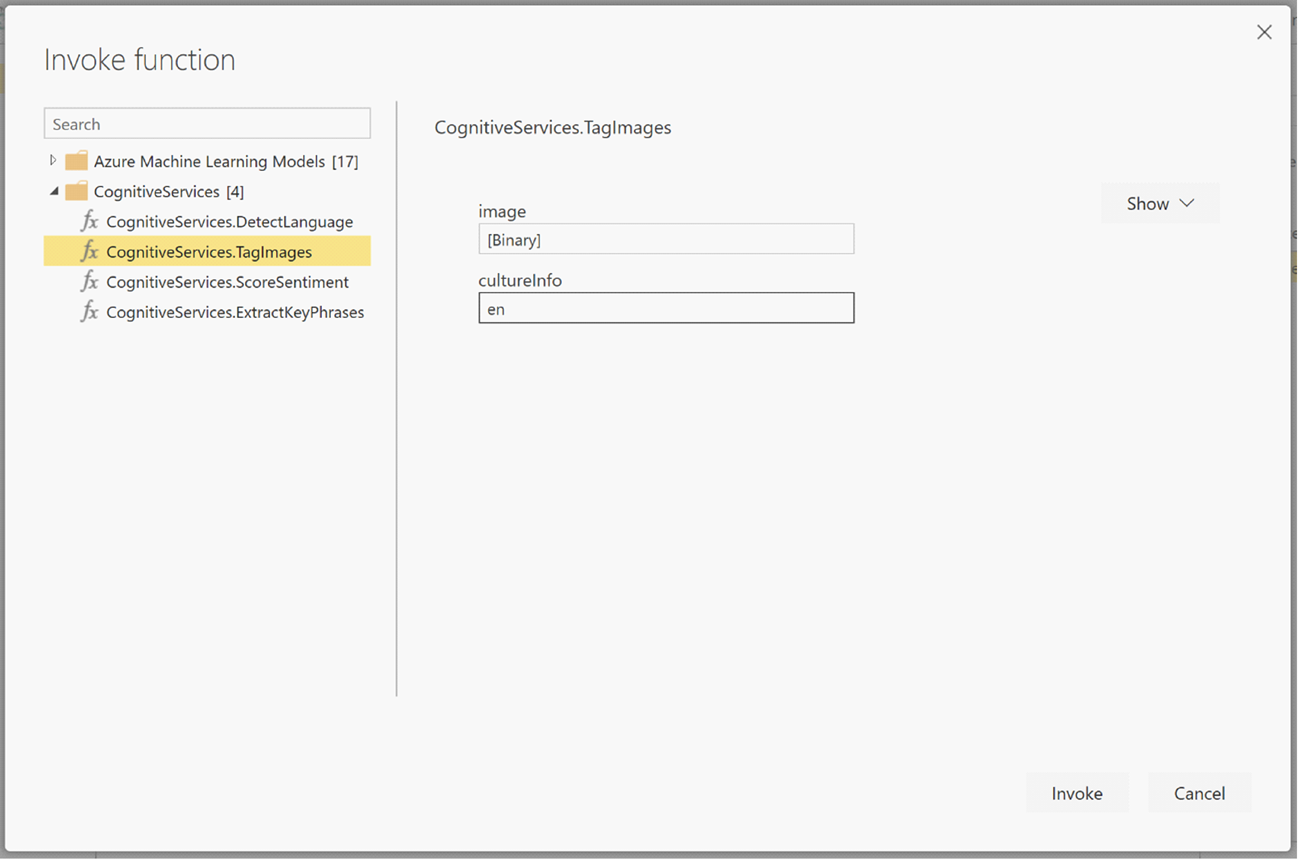 Invoke function
Search
Azure Machine Learning Models [17]
CognitiveServices [4]
fx CognitiveServices.DetectLanguage
fx CognitiveServices.TagImages
fx CognitiveServices.ScoreSentiment
fx CognitiveServices.ExtractKeyPhrases
CognitiveServices.TagImages
Show
image
[Binary]
cultureInfo
en
Invoke
Cancel